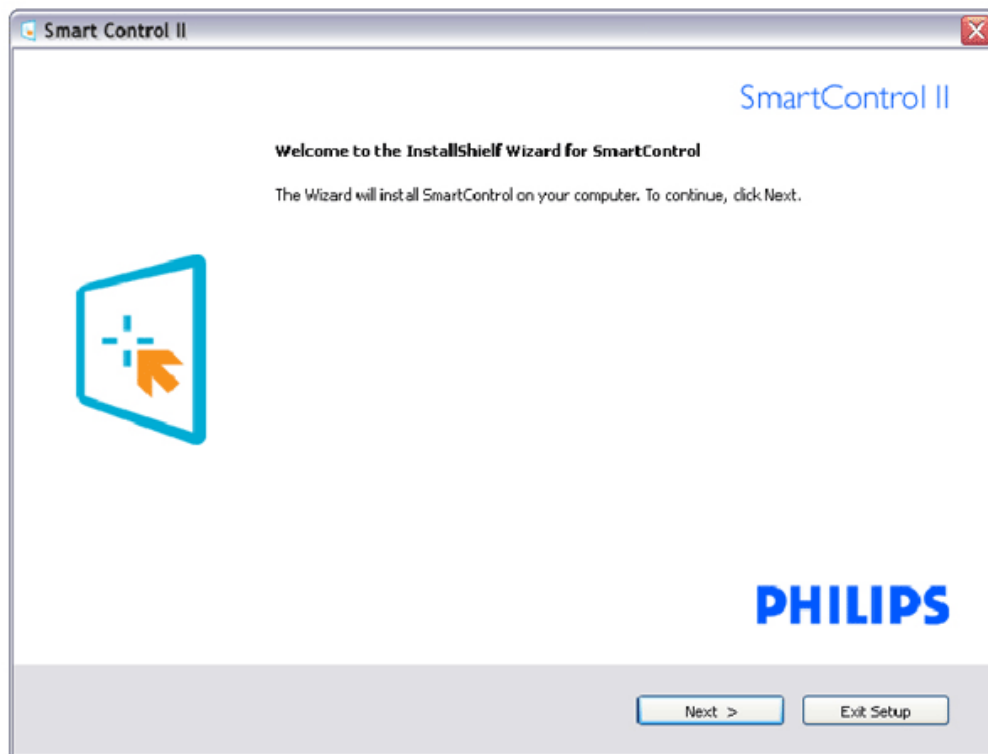 Smart Control II
SmartControl II
Welcome to the InstallShielf Wizard for SmartControl
The Wizard will install SmartControl on your computer. To continue, click Next.
PHILIPS
Next >
Exit Setup